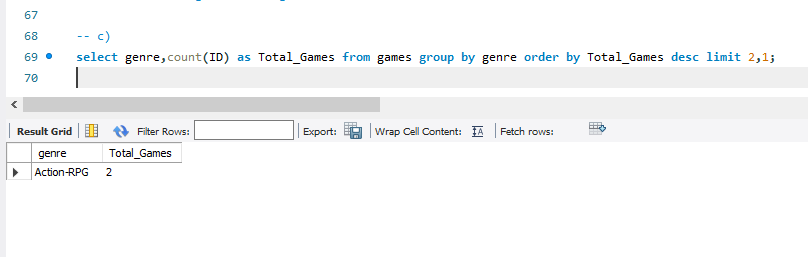 67
68 -- c)
69 select genre,count(ID) as Total_Games from games group by genre order by Total_Games desc limit 2,1;
70
Result Grid Filter Rows: Export: Wrap Cell Content: IA Fetch rows:
genre Total_Games
Action-RPG 2